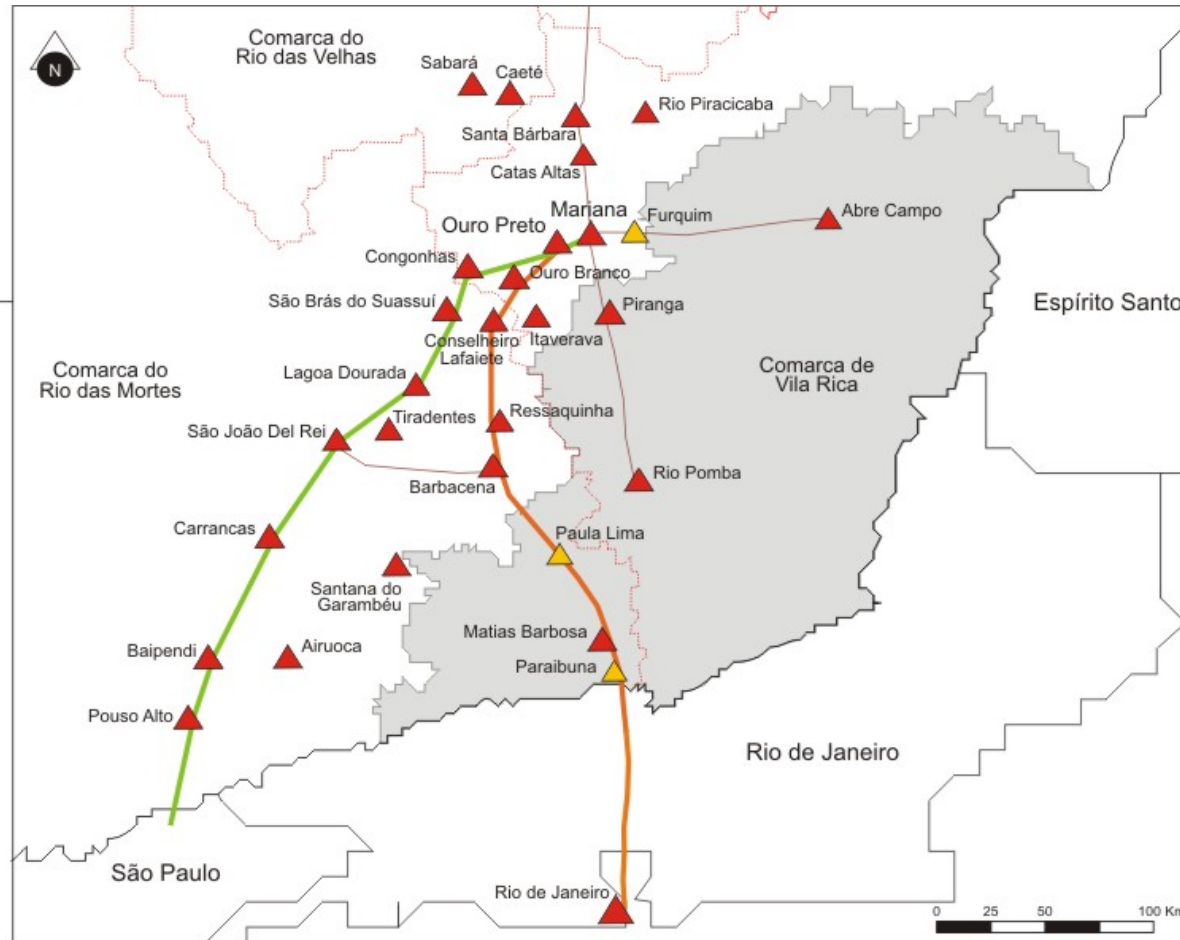 Comarca do
Rio das Velhas
Sabará
Caeté
Rio Piracicaba
Santa Bárbara
Catas Altas
N
Mariana
Furquim
Abre Campo
Ouro Preto
Congonhas
Ouro Branco
São Brás do Suassuí
Piranga
Espírito Santo
Conselheiro
Lafaiete
Itaverava
Comarca do
Rio das Mortes
Lagoa Dourada
Comarca de
Vila Rica
Tiradentes
Ressaquinha
São João Del Rei
Barbacena
Rio Pomba
Carrancas
Paula Lima
Santana do
Garambéu
Matias Barbosa
Baipendi
Airuoca
Paraibuna
Pouso Alto
Rio de Janeiro
São Paulo
Rio de Janeiro
0 25 50 100 Km